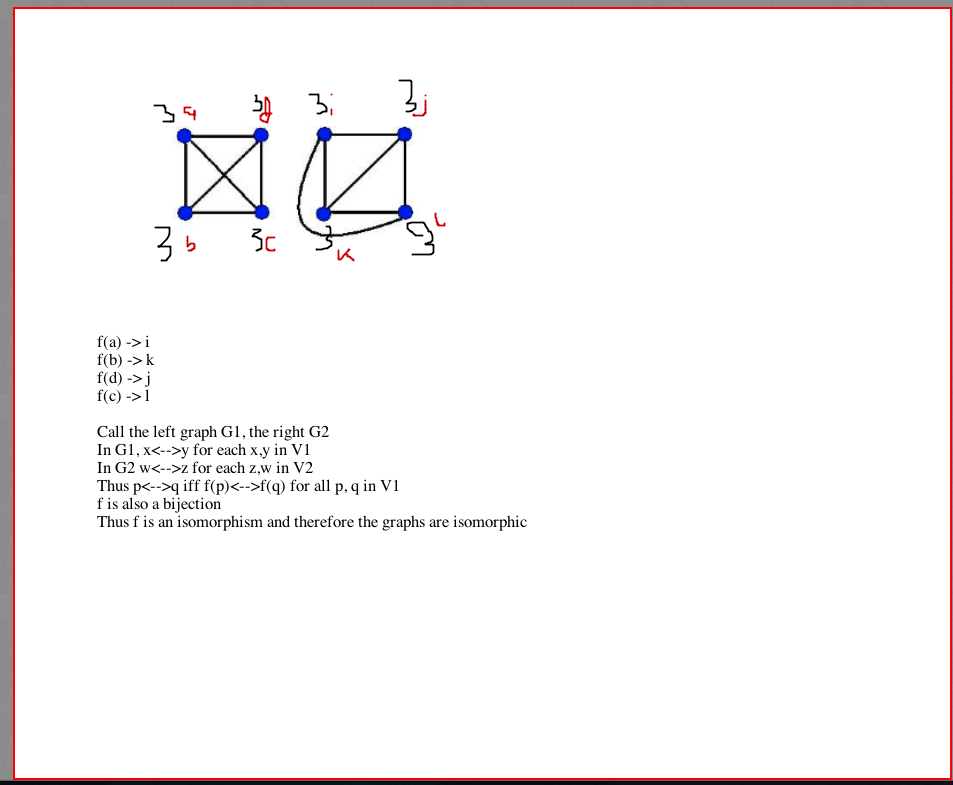 3 a 3 d 3 i 3 j
3 b 3 c 3 k 3 L
f(a) -> i
f(b) -> k
f(d) -> j
f(c) -> l
Call the left graph G1, the right G2
In G1, x<-->y for each x,y in V1
In G2 w<-->z for each z,w in V2
Thus p<-->q iff f(p)<-->f(q) for all p, q in V1
f is also a bijection
Thus f is an isomorphism and therefore the graphs are isomorphic